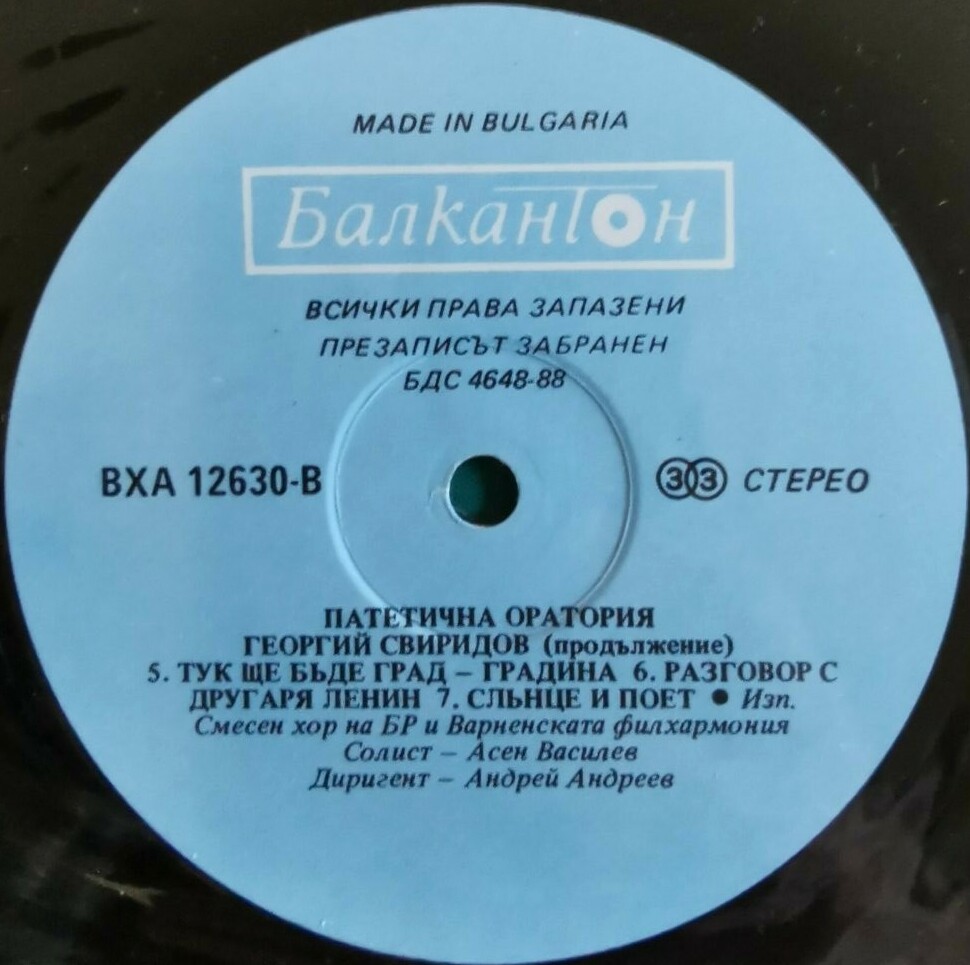 MADE IN BULGARIA
Балкантон
ВСИЧКИ ПРАВА ЗАПАЗЕНИ
ПРЕЗАПИСЪТ ЗАБРАНЕН
БДС 4648-88
ВХА 12630-В
33 СТЕРЕО
ПАТЕТИЧНА ОРАТОРИЯ
ГЕОРГИЙ СВИРИДОВ (продължение)
5. ТУК ЩЕ БЬДЕ ГРАД – ГРАДИНА 6. РАЗГОВОР С
ДРУГАРЯ ЛЕНИН 7. СЛЬНЦЕ И ПОЕТ ● Изп.
Смесен хор на БР и Варненската филхармония
Солист – Асен Василев
Диригент – Андрей Андреев